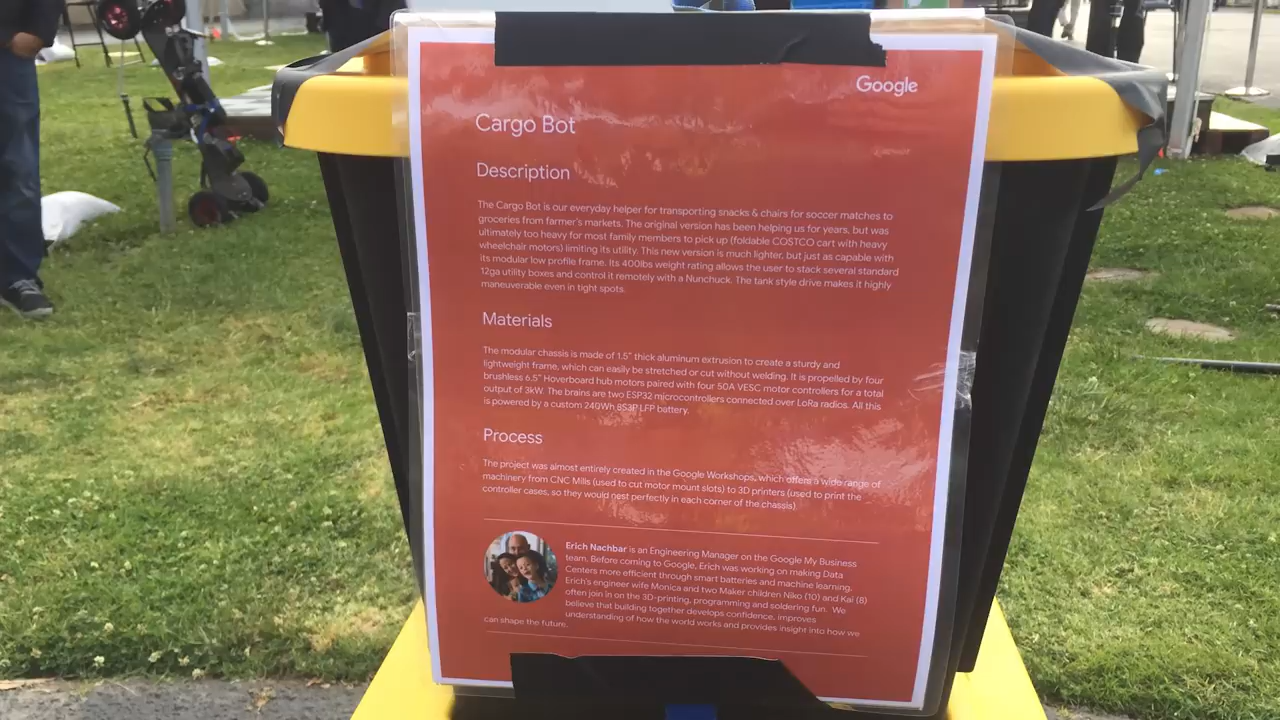 Google
Cargo Bot
Description
The Cargo Bot is our everyday helper for transporting snacks & chairs for soccer matches to
groceries from farmer's markets. The original version has been helping us for years, but was
ultimately too heavy for most family members to pick up (foldable COSTCO cart with heavy
wheelchair motors) limiting its utility. This new version is much lighter, but just as capable with
its modular low profile frame. Its 400lbs weight rating allows the user to stack several standard
12ga utility boxes and control it remotely with a Nunchuck. The tank style drive makes it highly
maneuverable even in tight spots.
Materials
The modular chassis is made of 1.5" thick aluminum extrusion to create a sturdy and
lightweight frame, which can easily be stretched or cut without welding. It is propelled by four
brushless 6.5" Hoverboard hub motors paired with four 50A VESC motor controllers for a total
output of 3kW. The brains are two ESP32 microcontrollers connected over LoRa radios. All this
is powered by a custom 240Wh 8S3P LFP battery.
Process
The project was almost entirely created in the Google Workshops, which offers a wide range of
machinery from CNC Mills (used to cut motor mount slots) to 3D printers (used to print the
controller cases, so they would nest perfectly in each corner of the chassis)
Erich Nachbar is an Engineering Manager on the Google My Business
team. Before coming to Google, Erich was working on making Data
Centers more efficient through smart batteries and machine learning.
Erich's engineer wife Monica and two Maker children Niko (10) and Kai (8)
often join in on the 3D-printing, programming and soldering fun. We
believe that building together develops confidence, improves
understanding of how the world works and provides insight into how we
can shape the future.